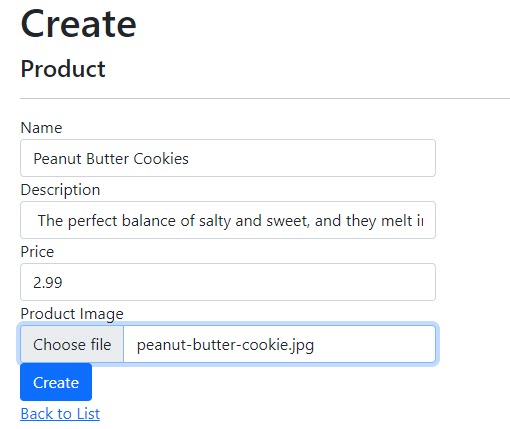 Create
Product
Name
Peanut Butter Cookies
Description
The perfect balance of salty and sweet, and they melt
Price
2.99
Product Image
Choose file peanut-butter-cookie.jpg
Create
Back to List